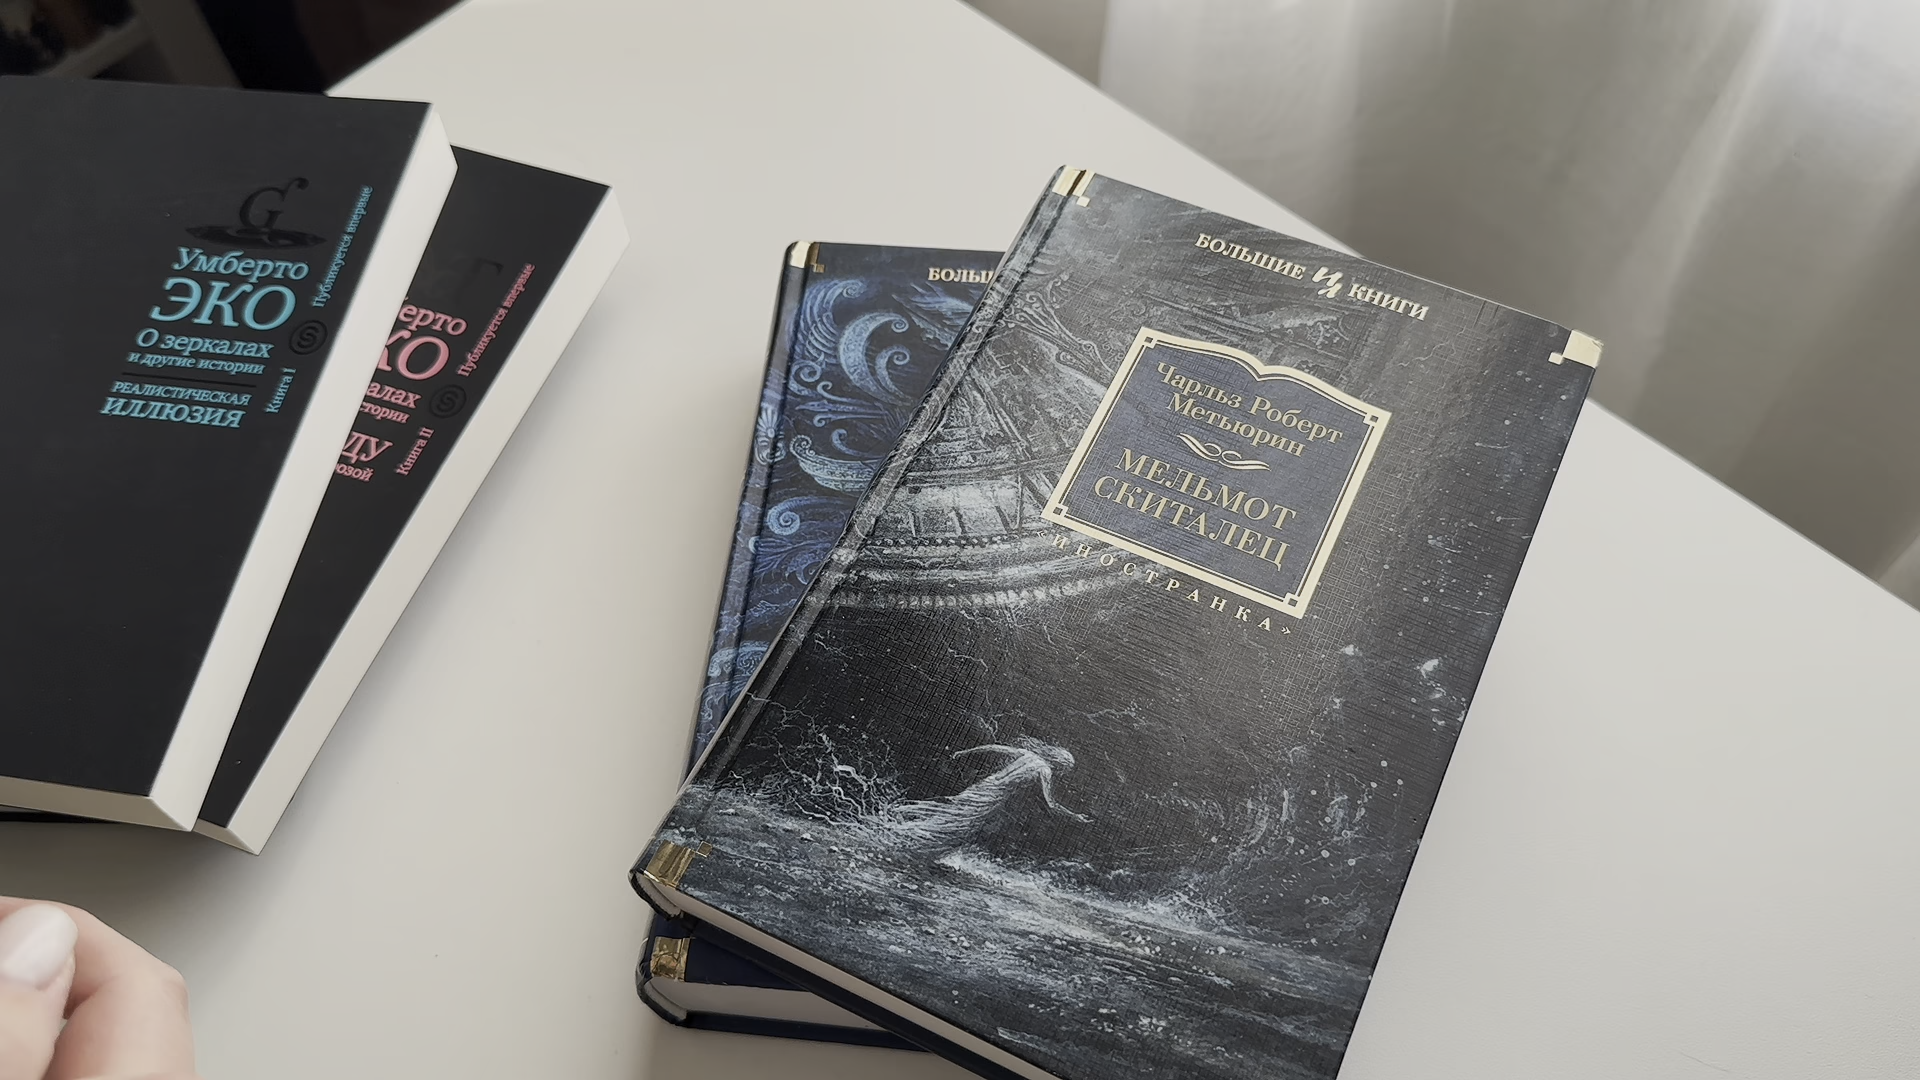 G
Умберто
ЭКО
О зеркалах
и другие истории
РЕАЛИСТИЧЕСКАЯ
ИЛЛЮЗИЯ
Публикуется впервые
Книга I
Публикуется впервые
Книга II
БОЛЬШИЕ ИЛ КНИГИ
Чарльз Роберт
Метьюрин
МЕЛЬМОТ
СКИТАЛЕЦ
«ИНОСТРАНКА»